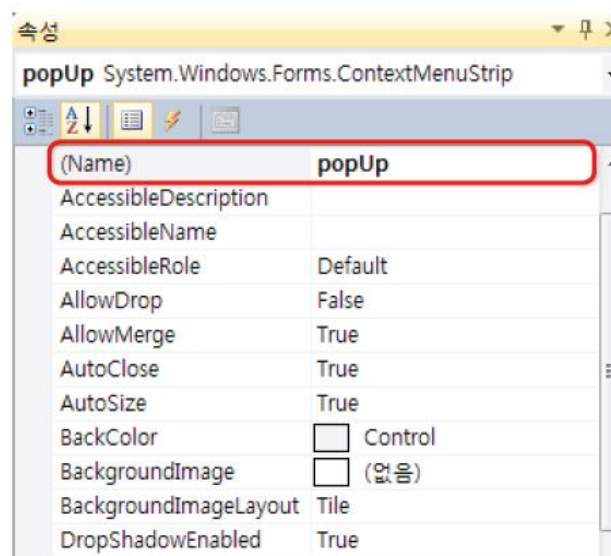 속성
popUp System.Windows.Forms.ContextMenuStrip
(Name) popUp
AccessibleDescription
AccessibleName
AccessibleRole Default
AllowDrop False
AllowMerge True
AutoClose True
AutoSize True
BackColor Control
BackgroundImage (없음)
BackgroundImageLayout Tile
DropShadowEnabled True